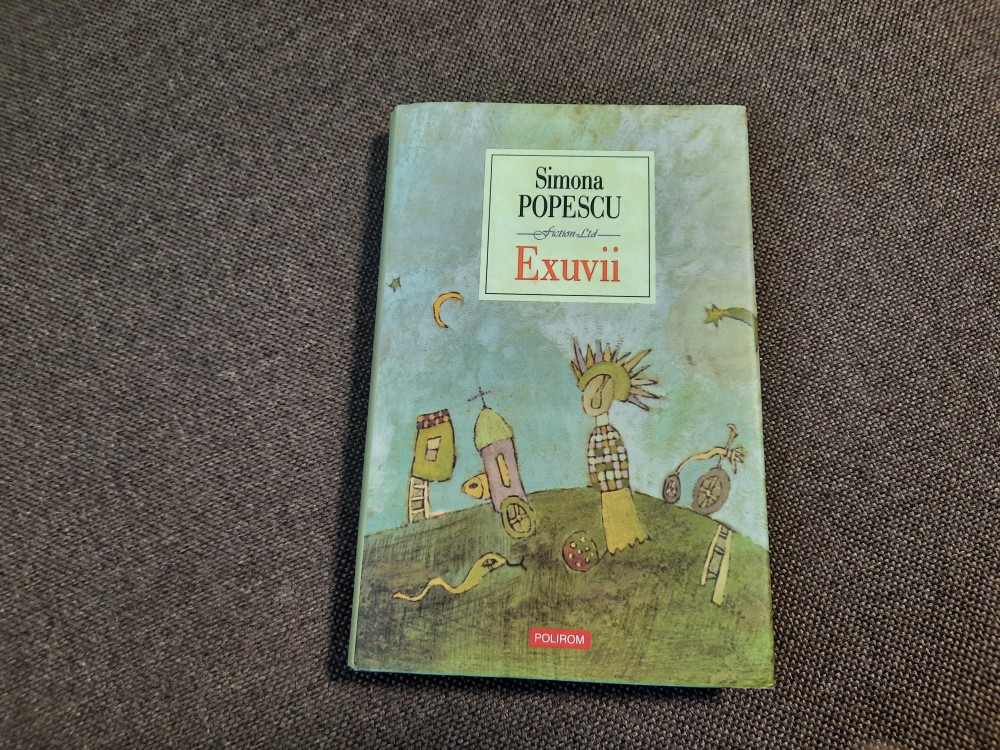 Simona
POPESCU
Fiction Ltd
Exuvii
POLIROM